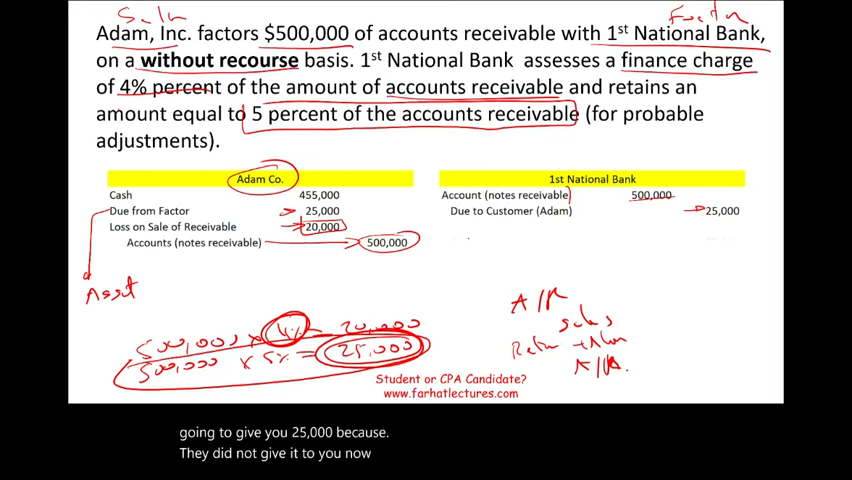 Factor
Adam, Inc. factors $500,000 of accounts receivable with 1st National Bank,
on a without recourse basis. 1st National Bank assesses a finance charge
of 4% percent of the amount of accounts receivable and retains an
amount equal to 5 percent of the accounts receivable (for probable
adjustments).
Adam Co.
Cash 455,000
Due from Factor 25,000
Loss on Sale of Receivable 20,000
Accounts (notes receivable) 500,000
1st National Bank
Account (notes receivable) 500,000
Due to Customer (Adam) 25,000
Asset
500,000 x 4% = 20,000
500,000 x 5% = 25,000
A/R
Sales
A/R.
Student or CPA Candidate?
www.farhatlectures.com
going to give you 25,000 because.
They did not give it to you now